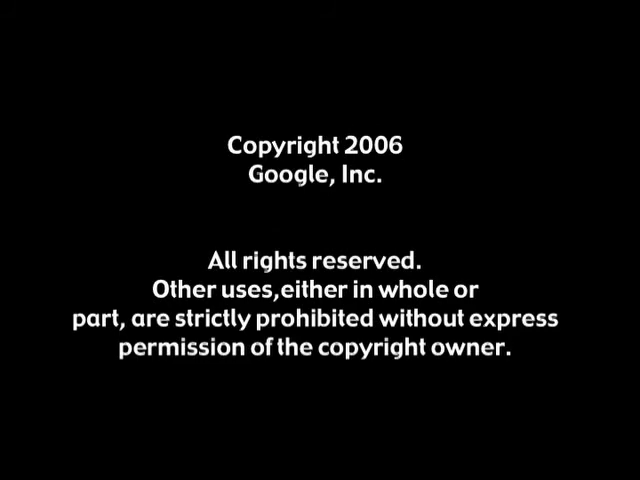 Copyright 2006
Google, Inc.
All rights reserved.
Other uses,either in whole or
part, are strictly prohibited without express
permission of the copyright owner.